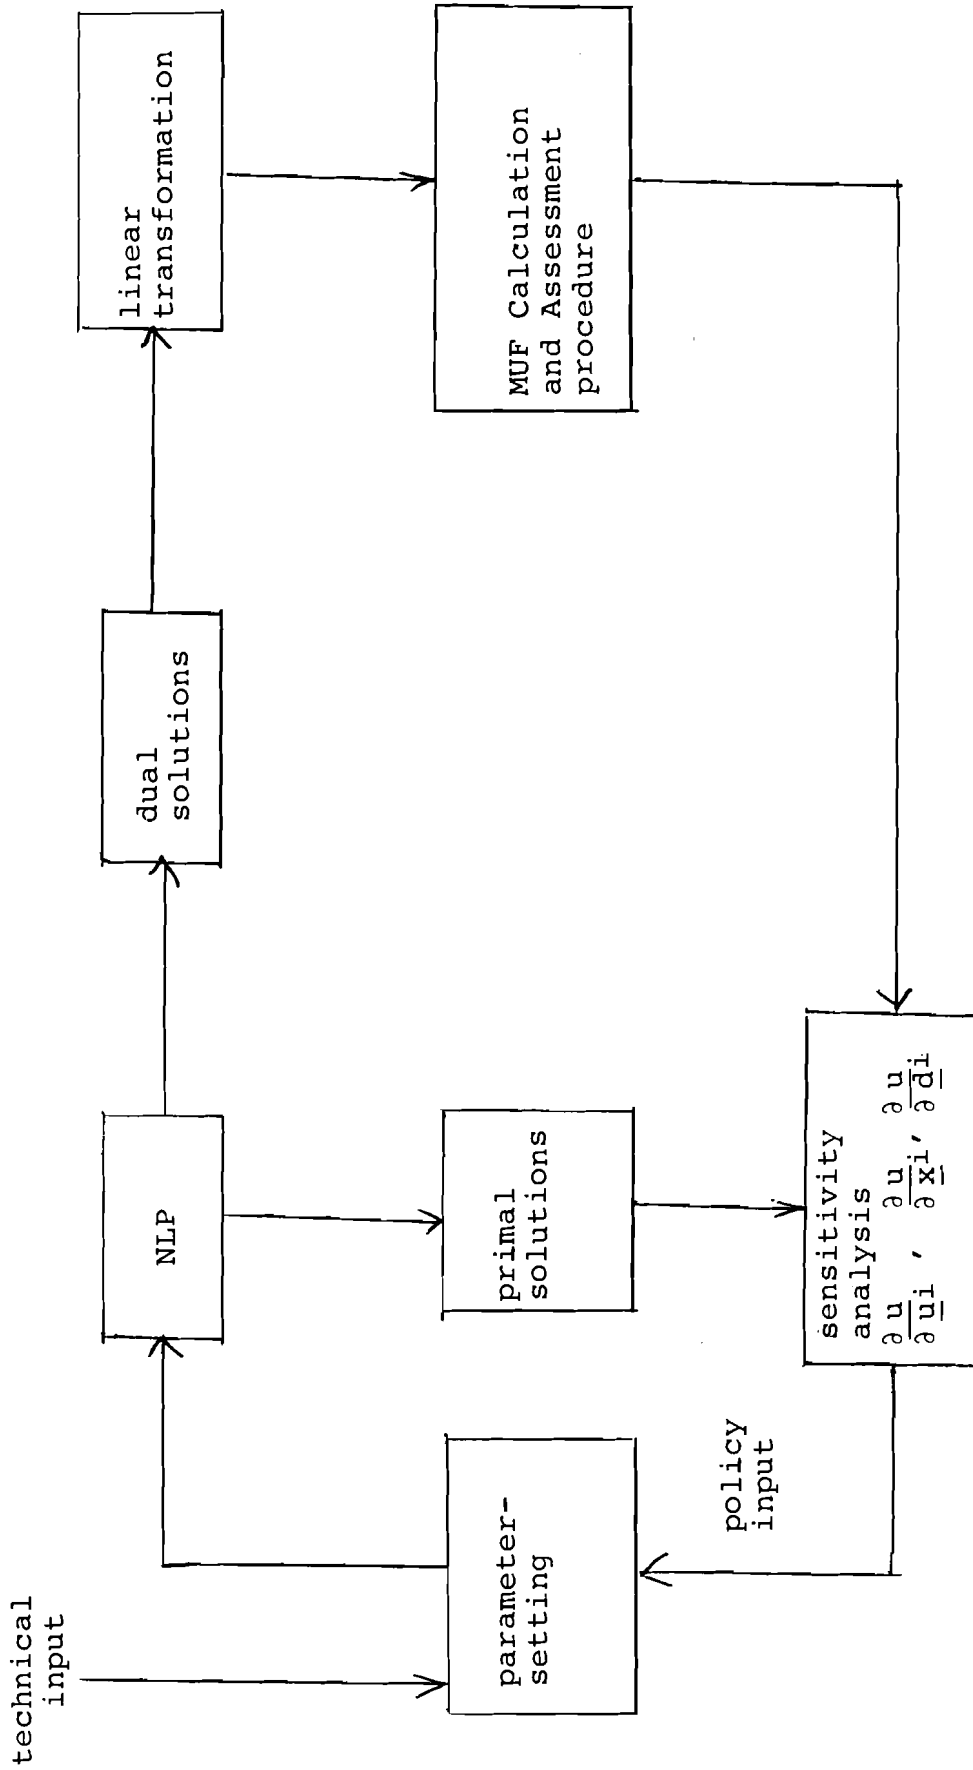 technical
input
parameter-
setting
policy
input
NLP
primal
solutions
sensitivity
analysis
∂u/∂ui , ∂u/∂xi, ∂u/∂di
dual
solutions
linear
transformation
MUF Calculation
and Assessment
procedure